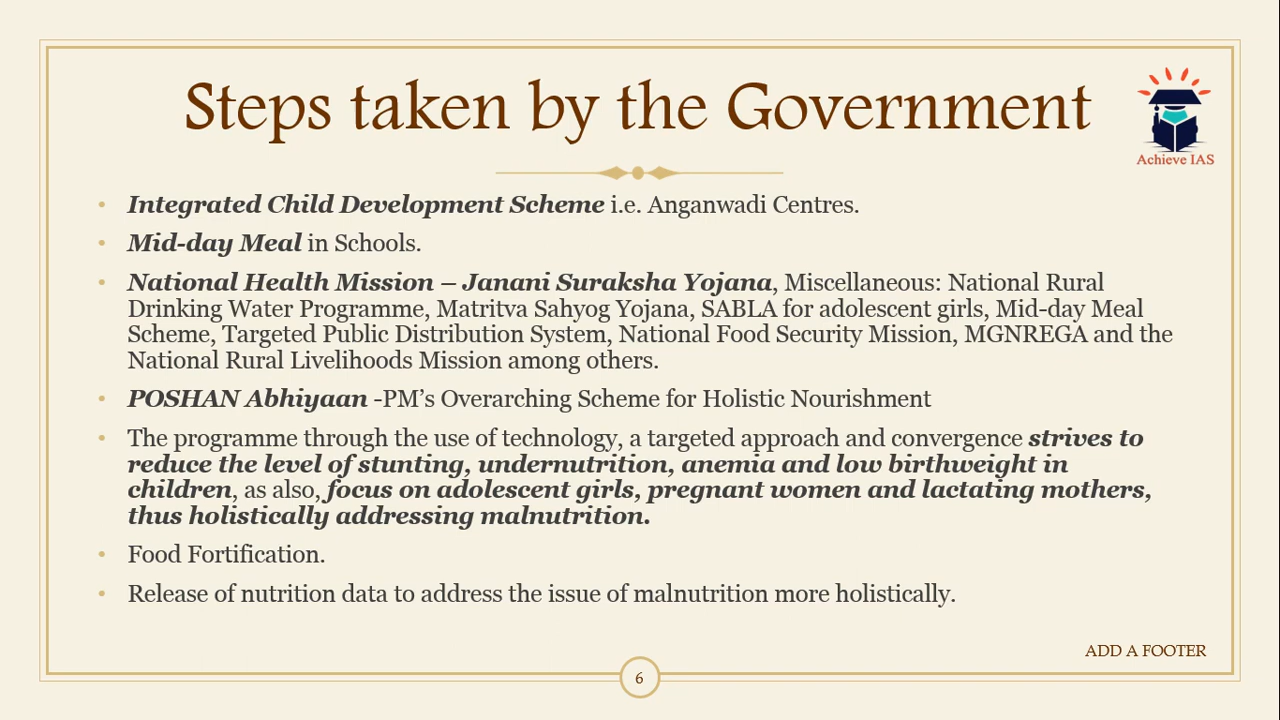 Steps taken by the Government
Achieve IAS
• Integrated Child Development Scheme i.e. Anganwadi Centres.
• Mid-day Meal in Schools.
• National Health Mission – Janani Suraksha Yojana, Miscellaneous: National Rural
Drinking Water Programme, Matritva Sahyog Yojana, SABLA for adolescent girls, Mid-day Meal
Scheme, Targeted Public Distribution System, National Food Security Mission, MGNREGA and the
National Rural Livelihoods Mission among others.
• POSHAN Abhiyaan -PM’s Overarching Scheme for Holistic Nourishment
• The programme through the use of technology, a targeted approach and convergence strives to
reduce the level of stunting, undernutrition, anemia and low birthweight in
children, as also, focus on adolescent girls, pregnant women and lactating mothers,
thus holistically addressing malnutrition.
• Food Fortification.
• Release of nutrition data to address the issue of malnutrition more holistically.
ADD A FOOTER
6